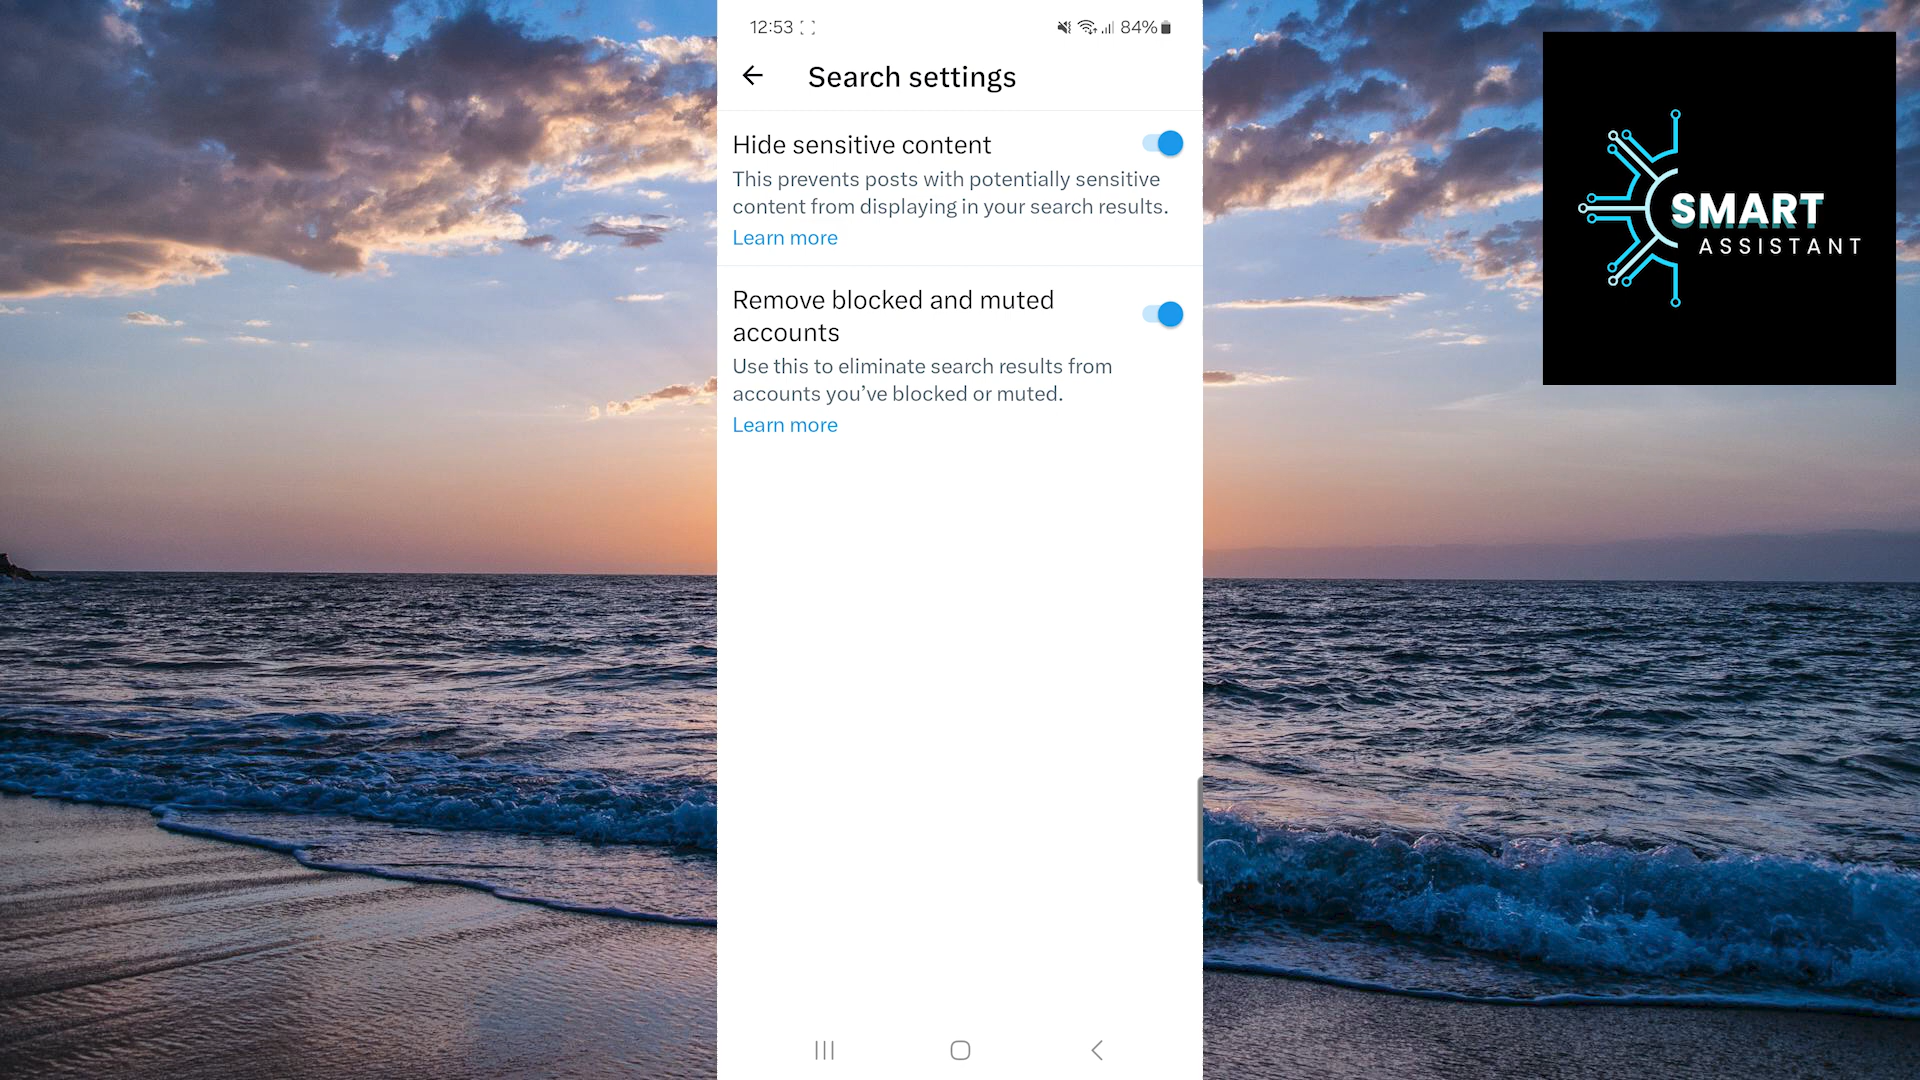 12:53
84%
Search settings
Hide sensitive content
This prevents posts with potentially sensitive
content from displaying in your search results.
Learn more
Remove blocked and muted
accounts
Use this to eliminate search results from
accounts you’ve blocked or muted.
Learn more
SMART
ASSISTANT